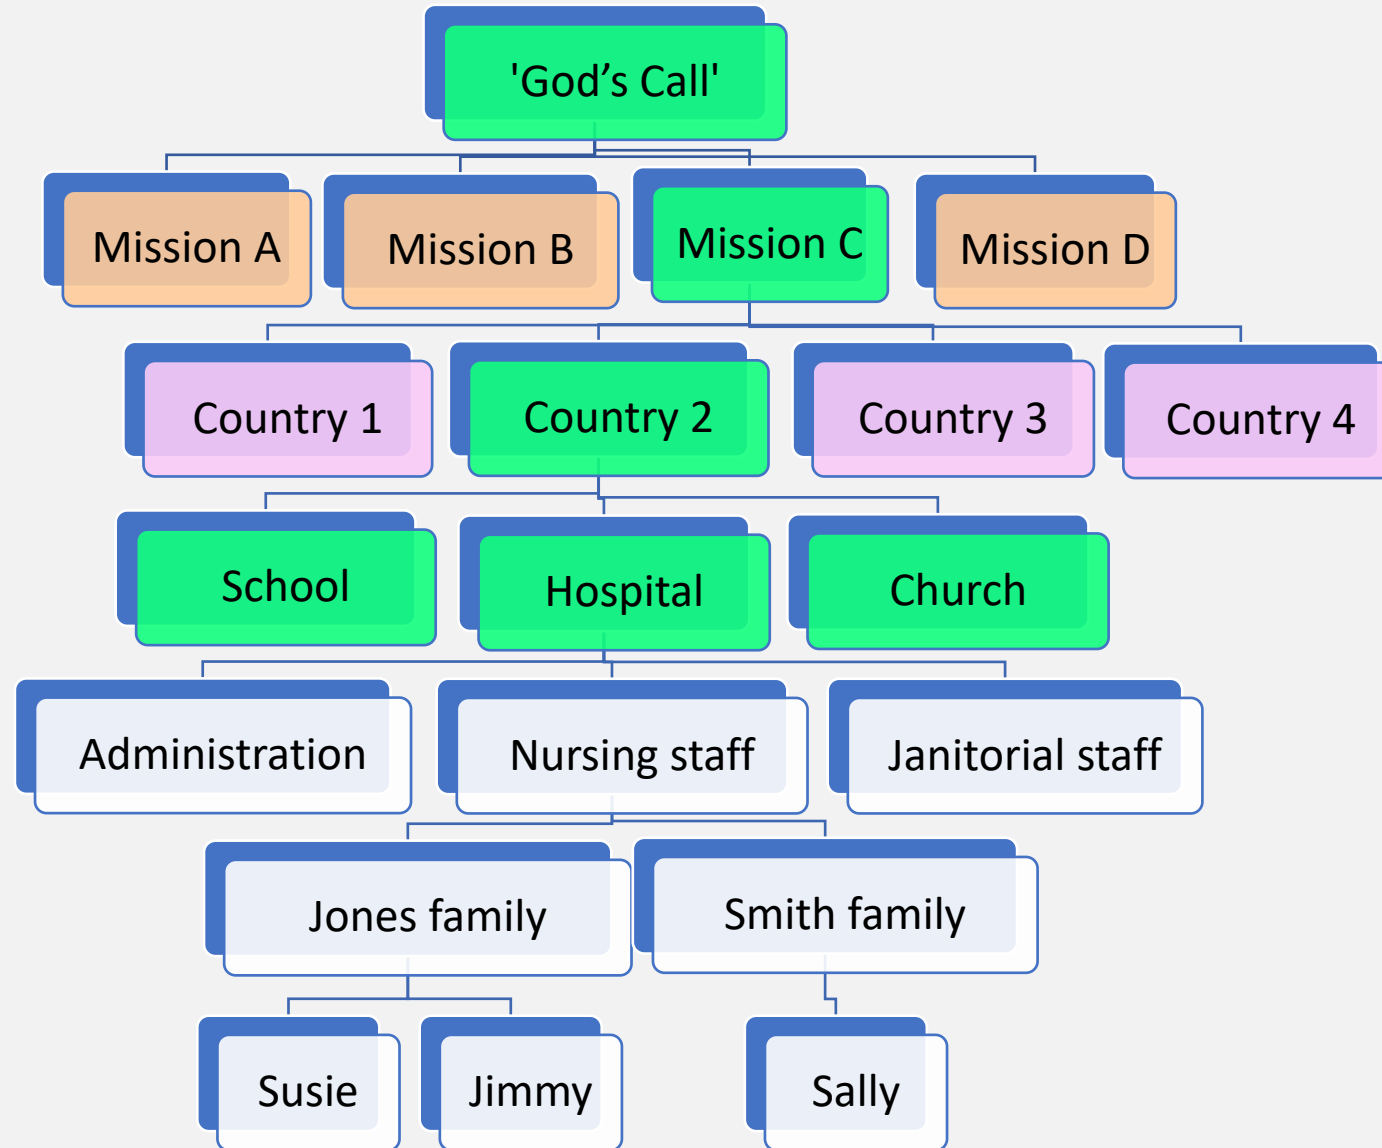 'God’s Call'
Mission A
Mission B
Mission C
Mission D
Country 1
Country 2
Country 3
Country 4
School
Hospital
Church
Administration
Nursing staff
Janitorial staff
Jones family
Smith family
Susie
Jimmy
Sally